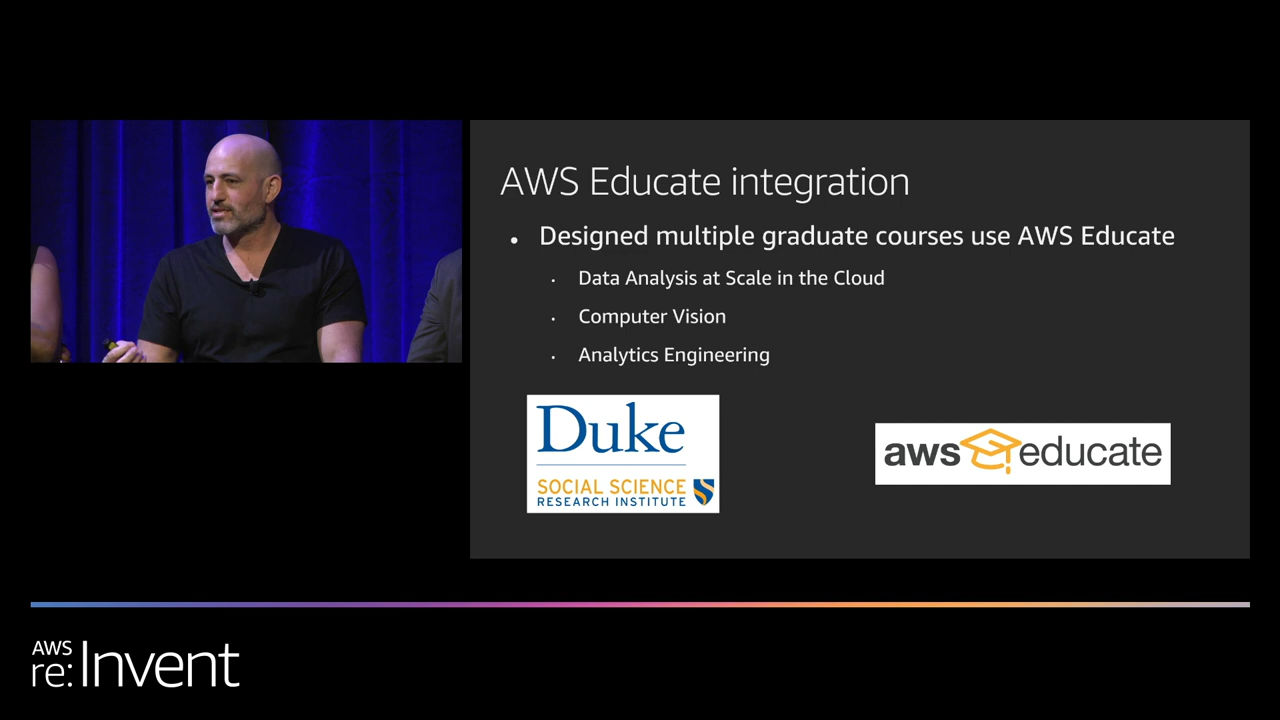 AWS Educate integration
• Designed multiple graduate courses use AWS Educate
• Data Analysis at Scale in the Cloud
• Computer Vision
• Analytics Engineering
Duke
SOCIAL SCIENCE
RESEARCH INSTITUTE
aws educate
AWS
re:Invent